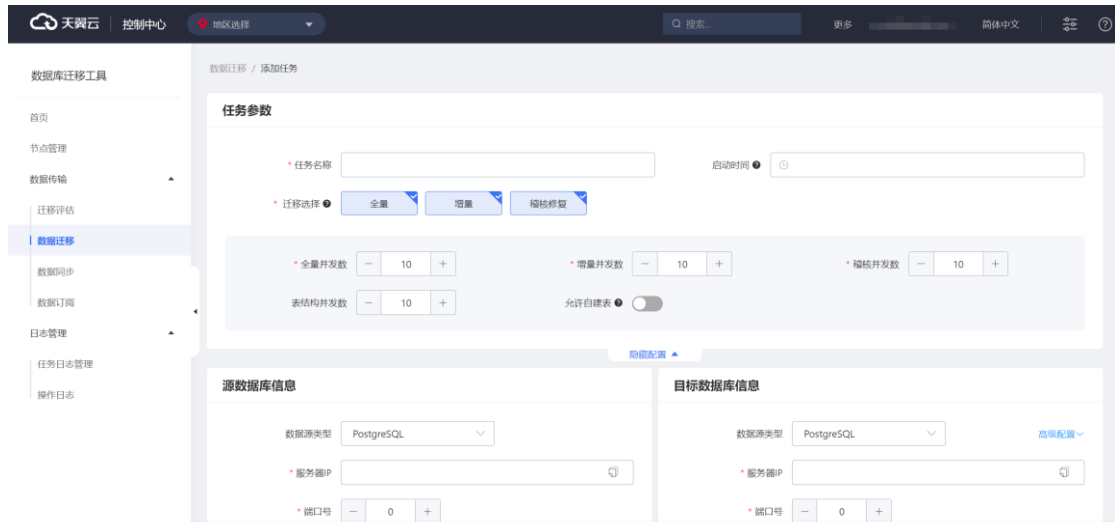 天翼云 控制中心 地区选择 搜索... 更多 简体中文
数据库迁移工具
首页
节点管理
数据传输
迁移评估
数据迁移
数据同步
数据订阅
日志管理
任务日志管理
操作日志
数据迁移 / 添加任务
任务参数
* 任务名称 启动时间
* 迁移选择 全量 增量 稽核修复
* 全量并发数 - 10 + * 增量并发数 - 10 + * 稽核并发数 - 10 +
表结构并发数 - 10 + 允许自建表
隐藏配置
源数据库信息
数据源类型 PostgreSQL
* 服务器IP
* 端口号 - 0 +
目标数据库信息
数据源类型 PostgreSQL 高级配置
* 服务器IP
* 端口号 - 0 +